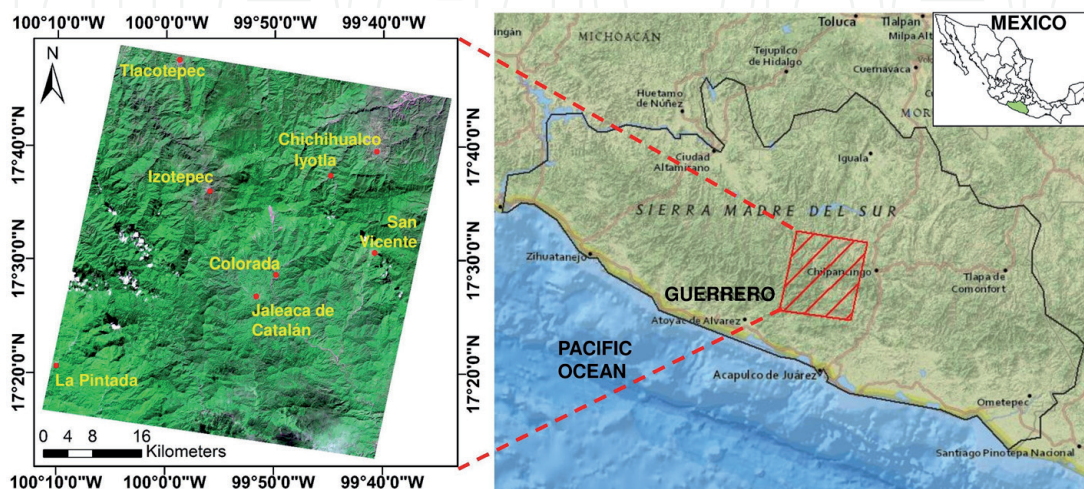 100°10'0"W 100°0'0"W 99°50'0"W 99°40'0"W
N
Tlacotepec
17°40'0"N
17°30'0"N
17°20'0"N
Chichihualco
Iyotla
Izotepec
San
Vicente
Colorada
Jaleaca de
Catalán
La Pintada
0 4 8 16
Kilometers
17°40'0"N
17°30'0"N
17°20'0"N
100°10'0"W 100°0'0"W 99°50'0"W 99°40'0"W
MICHOACÁN
Toluca
Tlalpan
Milpa Al
Tejupilco
de Hidalgo
Cuernavaca
Huetamo
de Núñez
MOR
Ciudad
Altamirano
Iguala
SIERRA MADRE DEL SUR
Zihuatanejo
Chilpancingo
Tlapa de
Comonfort
GUERRERO
Atoyac de Alvarez
PACIFIC
OCEAN
Acapulco de Juárez
Ometepec
Santiago Pinotepa Nacional
MEXICO